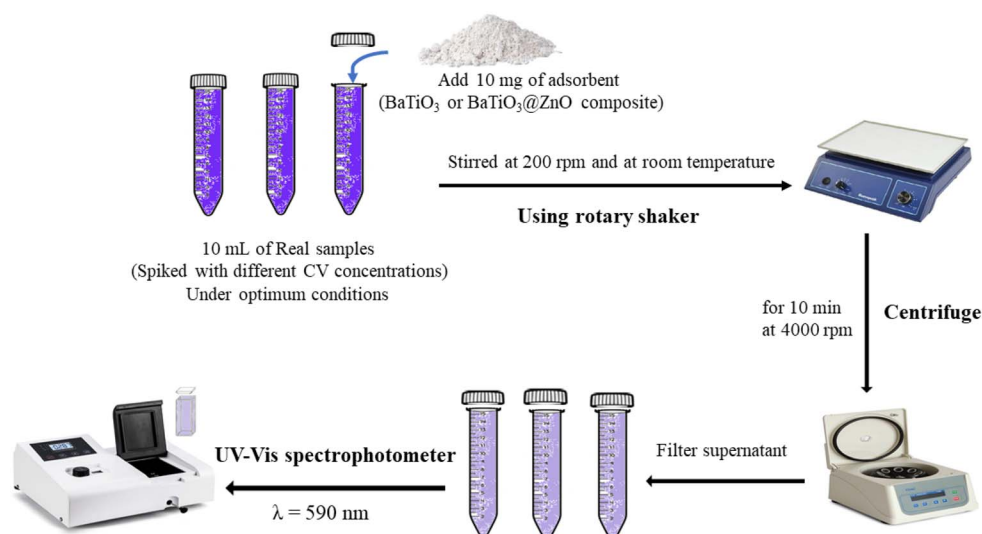 Add 10 mg of adsorbent
(BaTiO₃ or BaTiO₃@ZnO composite)
Stirred at 200 rpm and at room temperature
Using rotary shaker
10 mL of Real samples
(Spiked with different CV concentrations)
Under optimum conditions
for 10 min
at 4000 rpm
Centrifuge
Filter supernatant
UV-Vis spectrophotometer
λ = 590 nm